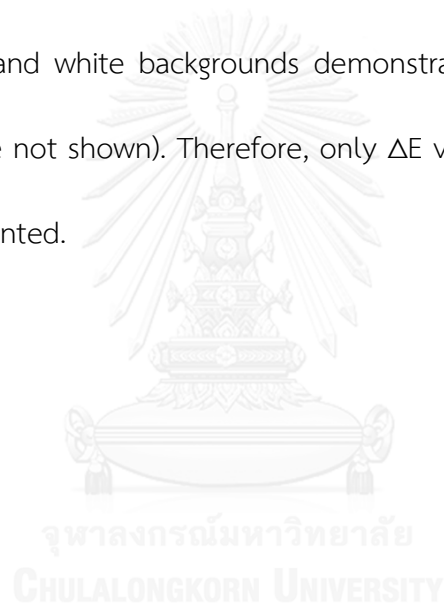 and white backgrounds demonstra
not shown). Therefore, only ΔE v
nted.
จุฬาลงกรณ์มหาวิทยาลัย
CHULALONGKORN UNIVERSITY